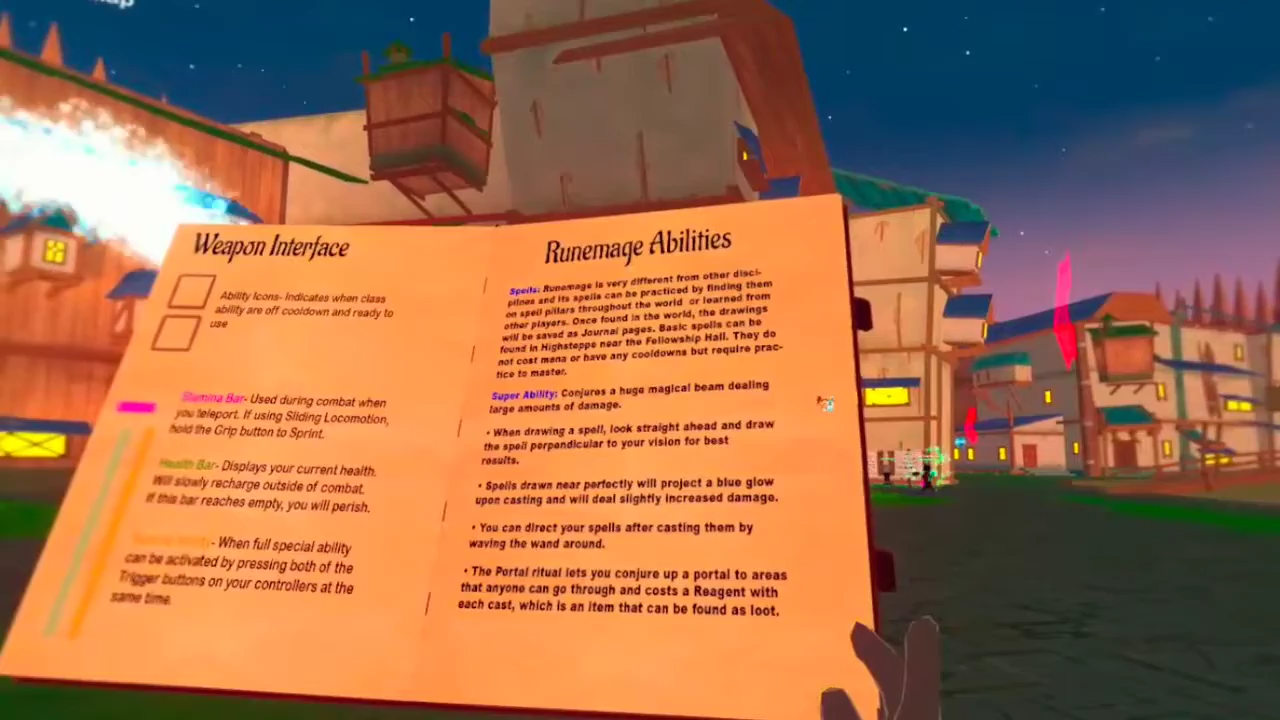 Weapon Interface
Ability Icons- Indicates when class
ability are off cooldown and ready to
use
Stamina Bar- Used during combat when
you teleport. If using Sliding Locomotion,
hold the Grip button to Sprint.
Health Bar- Displays your current health.
Will slowly recharge outside of combat.
If this bar reaches empty, you will perish.
- When full special ability
can be activated by pressing both of the
Trigger buttons on your controllers at the
same time.
Runemage Abilities
Spells: Runemage is very different from other disci-
plines and its spells can be practiced by finding them
on spell pillars throughout the world or learned from
other players. Once found in the world, the drawings
will be saved as Journal pages. Basic spells can be
found in Highsteppe near the Fellowship Hall. They do
not cost mana or have any cooldowns but require prac-
tice to master.
Super Ability: Conjures a huge magical beam dealing
large amounts of damage.
• When drawing a spell, look straight ahead and draw
the spell perpendicular to your vision for best
results.
• Spells drawn near perfectly will project a blue glow
upon casting and will deal slightly increased damage.
• You can direct your spells after casting them by
waving the wand around.
• The Portal ritual lets you conjure up a portal to areas
that anyone can go through and costs a Reagent with
each cast, which is an item that can be found as loot.